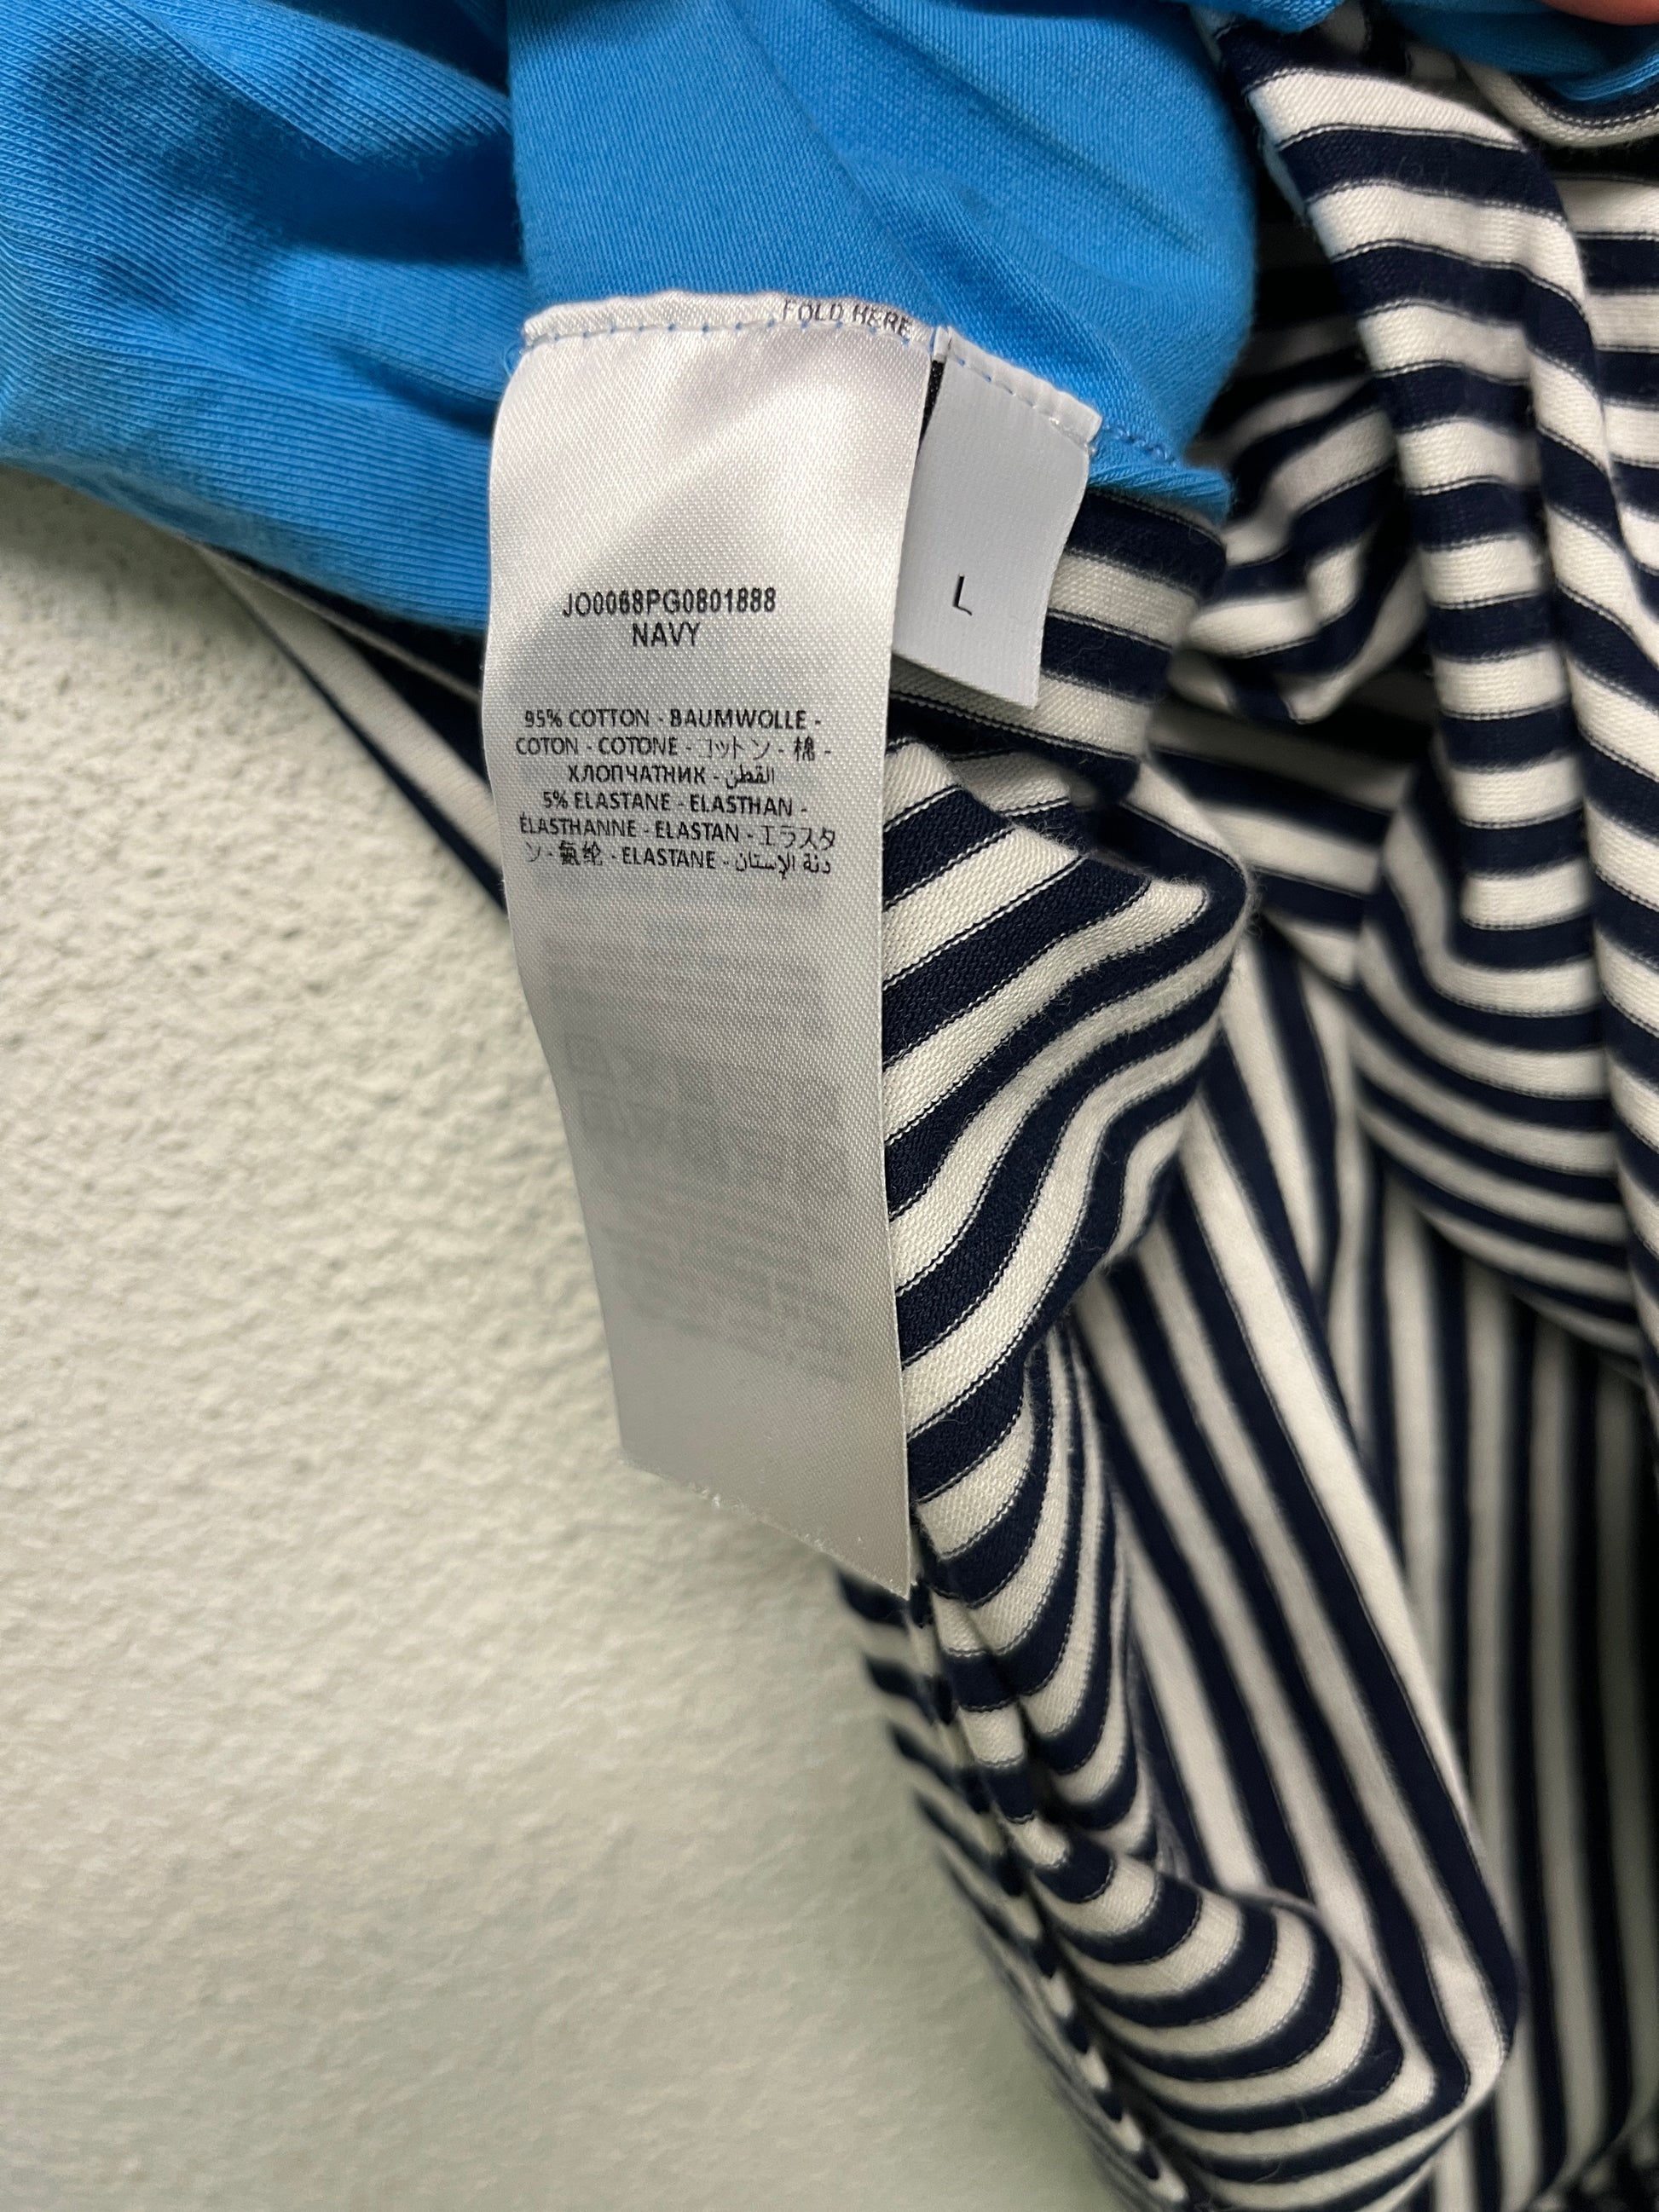 FOLD HERE
JO0068PG0801888
NAVY
95% COTTON - BAUMWOLLE -
COTON - COTONE - コットン - 棉 -
ХЛОПЧАТНИК - القطن
5% ELASTANE - ELASTHAN -
ÉLASTHANNE - ELASTAN - エラスタ
ン - 氨纶 - ELASTANE - دنة الإستان
L